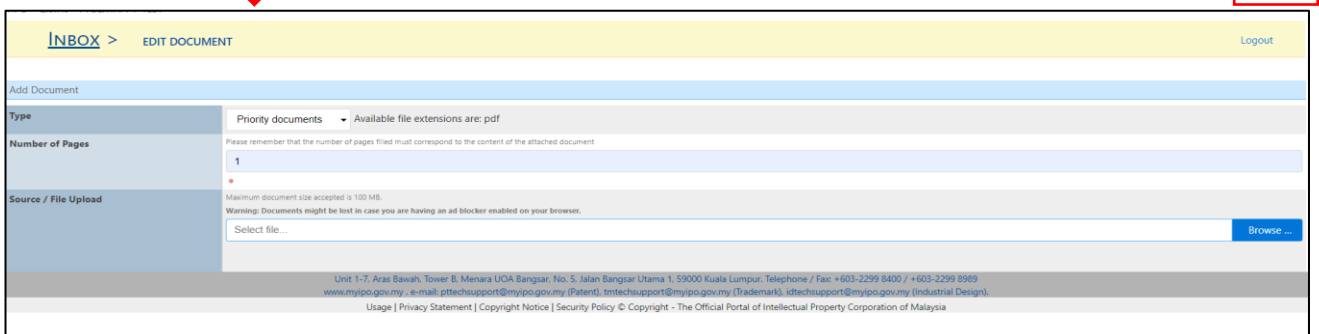 INBOX > EDIT DOCUMENT
Logout
Add Document
Type
Priority documents Available file extensions are: pdf
Number of Pages
Please remember that the number of pages filled must correspond to the content of the attached document
1
*
Source / File Upload
Maximum document size accepted is 100 MB.
Warning: Documents might be lost in case you are having an ad blocker enabled on your browser.
Select file...
Browse ...
Unit 1-7, Aras Bawah, Tower B, Menara UOA Bangsar, No. 5, Jalan Bangsar Utama 1, 59000 Kuala Lumpur. Telephone / Fax: +603-2299 8400 / +603-2299 8989
www.myipo.gov.my , e-mail: pttechsupport@myipo.gov.my (Patent), tmtechsupport@myipo.gov.my (Trademark), idtechsupport@myipo.gov.my (Industrial Design).
Usage | Privacy Statement | Copyright Notice | Security Policy © Copyright - The Official Portal of Intellectual Property Corporation of Malaysia